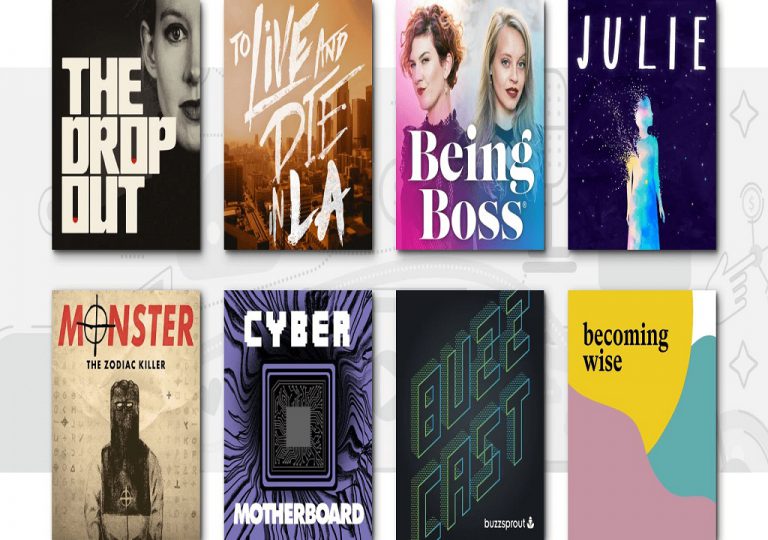 THE
DROP
OUT
TO LIVE AND
DIE
IN LA
Being
Boss®
JULIE
MONSTER
THE ZODIAC KILLER
CYBER
MOTHERBOARD
BUZZ
CAST
buzzsprout
becoming
wise